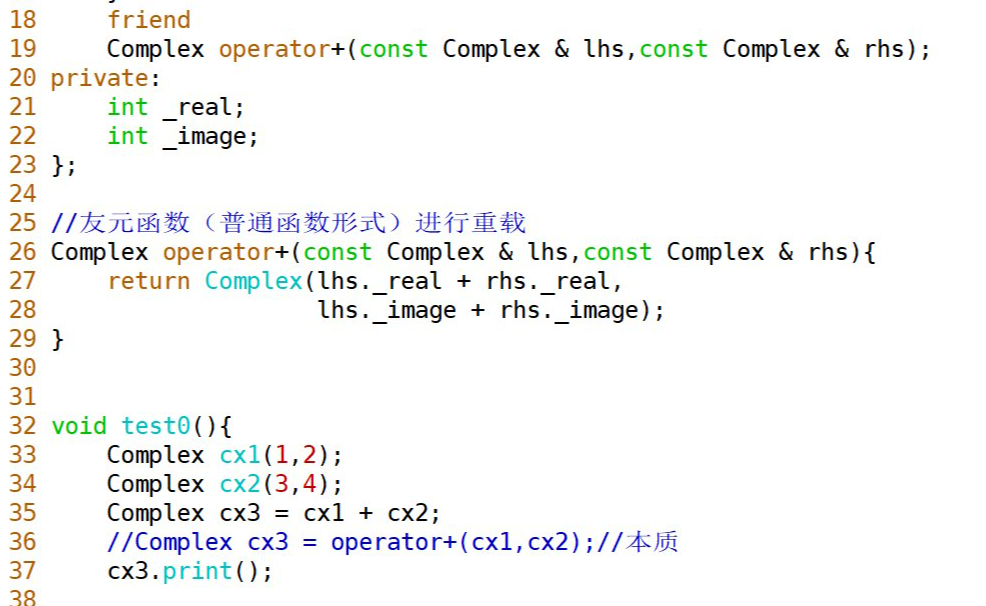 18     friend
19     Complex operator+(const Complex & lhs,const Complex & rhs);
20 private:
21     int _real;
22     int _image;
23 };
24
25 //友元函数（普通函数形式）进行重载
26 Complex operator+(const Complex & lhs,const Complex & rhs){
27     return Complex(lhs._real + rhs._real,
28                    lhs._image + rhs._image);
29 }
30
31
32 void test0(){
33     Complex cx1(1,2);
34     Complex cx2(3,4);
35     Complex cx3 = cx1 + cx2;
36     //Complex cx3 = operator+(cx1,cx2);//本质
37     cx3.print();
38